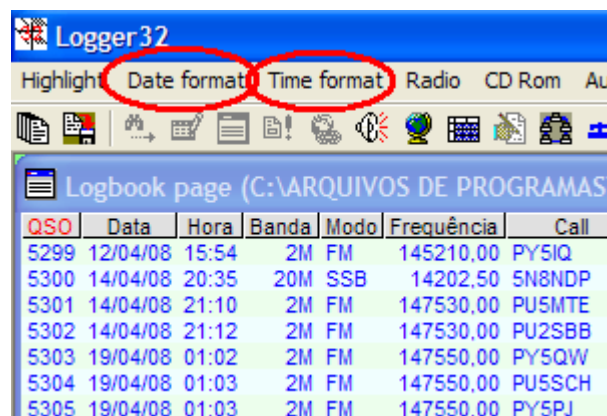 Logger32
Highlight Date format Time format Radio CD Rom Au
Logbook page (C:\ARQUIVOS DE PROGRAMAS
QSO Data Hora Banda Modo Frequência Call
5299 12/04/08 15:54 2M FM 145210,00 PY5IQ
5300 14/04/08 20:35 20M SSB 14202,50 5N8NDP
5301 14/04/08 21:10 2M FM 147530,00 PU5MTE
5302 14/04/08 21:12 2M FM 147530,00 PU2SBB
5303 19/04/08 01:02 2M FM 147550,00 PY5QW
5304 19/04/08 01:03 2M FM 147550,00 PU5SCH
5305 19/04/08 01:03 2M FM 147550,00 PY5PJ